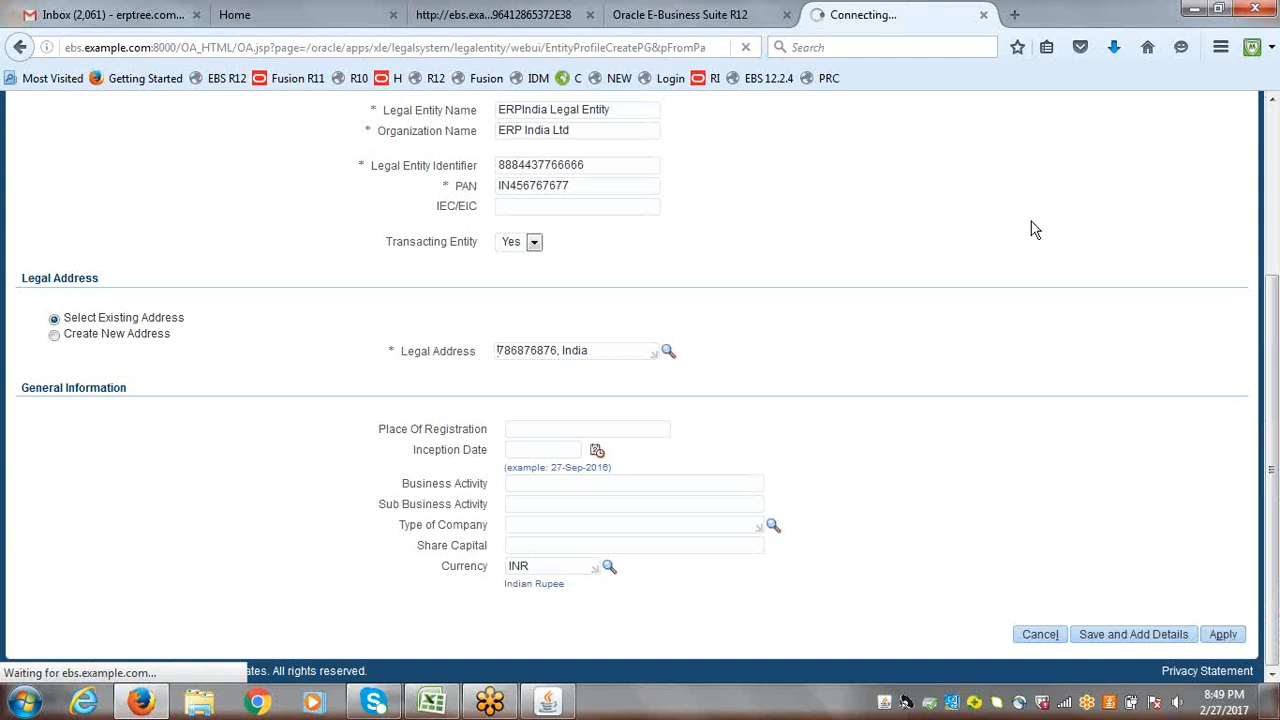 Inbox (2,061) - erptree.com... Home http://ebs.exa...96412865372E38 Oracle E-Business Suite R12 Connecting...
ebs.example.com:8000/OA_HTML/OA.jsp?page=/oracle/apps/xle/legalsystem/legalentity/webui/EntityProfileCreatePG&tpFromPa Search
Most Visited Getting Started EBS R12 Fusion R11 R10 H R12 Fusion IDM C NEW Login RI EBS 12.2.4 PRC
* Legal Entity Name ERPIndia Legal Entity
* Organization Name ERP India Ltd
* Legal Entity Identifier 8884437766666
* PAN IN456767677
IEC/EIC
Transacting Entity Yes
Legal Address
Select Existing Address
Create New Address
* Legal Address 786876876, India
General Information
Place Of Registration
Inception Date
(example: 27-Sep-2016)
Business Activity
Sub Business Activity
Type of Company
Share Capital
Currency INR
Indian Rupee
Cancel Save and Add Details Apply
Waiting for ebs.example.com... ates. All rights reserved. Privacy Statement
8:49 PM
2/27/2017